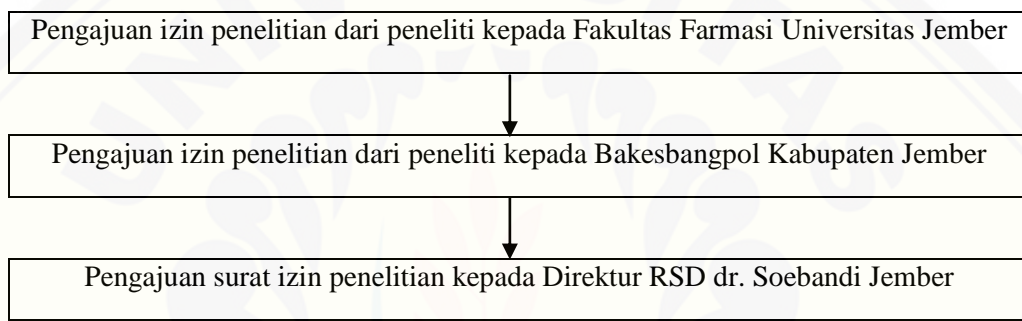 Pengajuan izin penelitian dari peneliti kepada Fakultas Farmasi Universitas Jember
Pengajuan izin penelitian dari peneliti kepada Bakesbangpol Kabupaten Jember
Pengajuan surat izin penelitian kepada Direktur RSD dr. Soebandi Jember